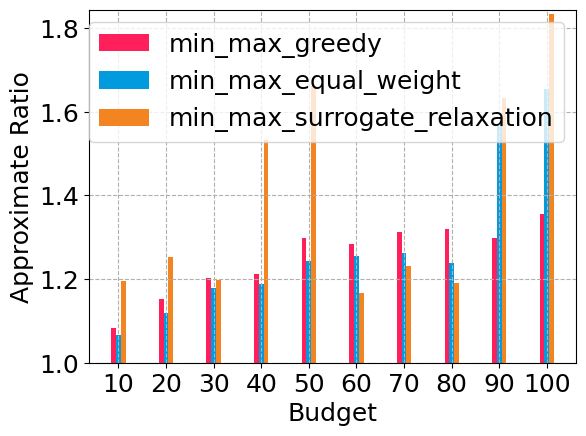 min_max_greedy
min_max_equal_weight
min_max_surrogate_relaxation
Approximate Ratio
1.8
1.6
1.4
1.2
1.0
10 20 30 40 50 60 70 80 90 100
Budget